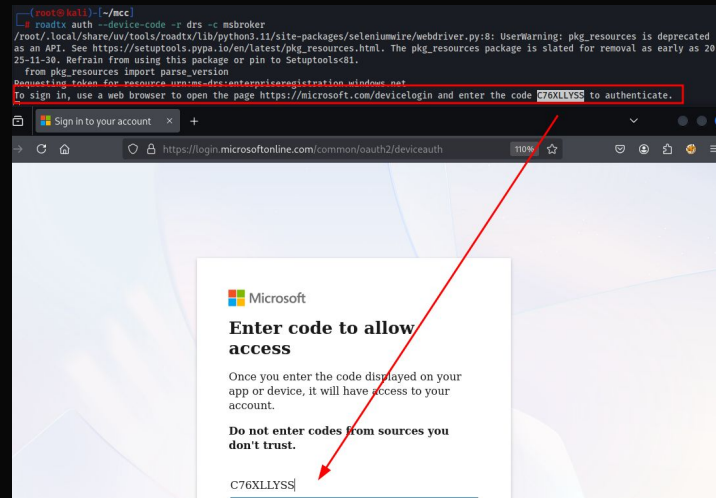 (root㉿kali)-[~/mcc]
# roadtx auth --device-code -r drs -c msbroker
/root/.local/share/uv/tools/roadtx/lib/python3.11/site-packages/seleniumwire/webdriver.py:8: UserWarning: pkg_resources is deprecated
as an API. See https://setuptools.pypa.io/en/latest/pkg_resources.html. The pkg_resources package is slated for removal as early as 20
25-11-30. Refrain from using this package or pin to Setuptools<81.
from pkg_resources import parse_version
Requesting token for resource urn:ms-drs:enterpriseregistration.windows.net
To sign in, use a web browser to open the page https://microsoft.com/devicelogin and enter the code C76XLLYSS to authenticate.
Sign in to your account
https://login.microsoftonline.com/common/oauth2/deviceauth 110%
Microsoft
Enter code to allow
access
Once you enter the code displayed on your
app or device, it will have access to your
account.
Do not enter codes from sources you
don't trust.
C76XLLYSS